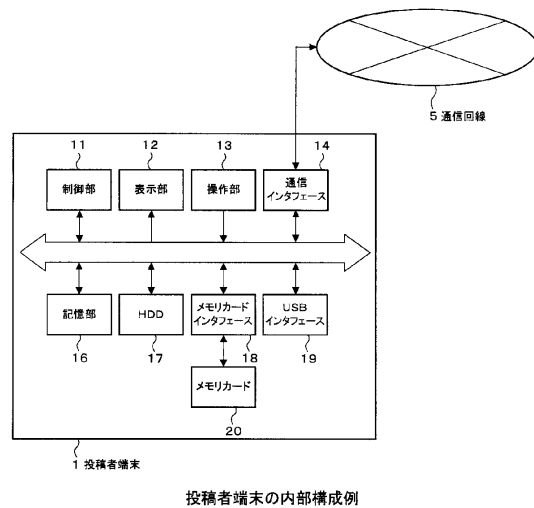 5 通信回線
11
12
13
14
制御部
表示部
操作部
通信
インタフェース
記憶部
HDD
メモリカード
インタフェース
USB
インタフェース
16
17
18
19
メモリカード
20
1 投稿者端末
投稿者端末の内部構成例